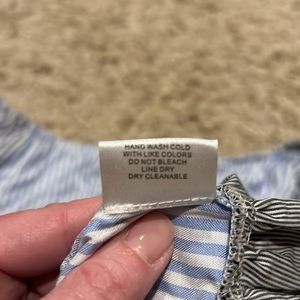 HAND WASH COLD
WITH LIKE COLORS
DO NOT BLEACH
LINE DRY
DRY CLEANABLE